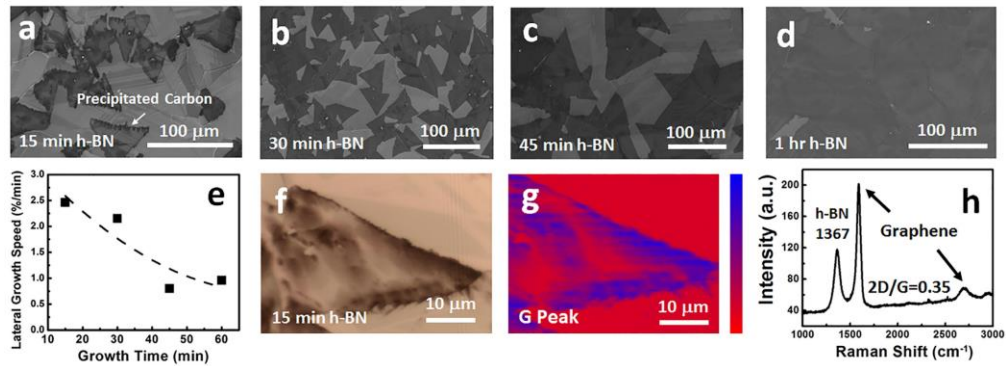 a
Precipitated Carbon
15 min h-BN
100 μm
b
30 min h-BN
100 μm
c
45 min h-BN
100 μm
d
1 hr h-BN
100 μm
e
Lateral Growth Speed (%/min)
3.0
2.5
2.0
1.5
1.0
0.5
0.0
10 20 30 40 50 60
Growth Time (min)
f
15 min h-BN
10 μm
g
G Peak
10 μm
h
Intensity (a.u.)
200
160
120
80
40
h-BN
1367
Graphene
2D/G=0.35
1000 1500 2000 2500 3000
Raman Shift (cm⁻¹)